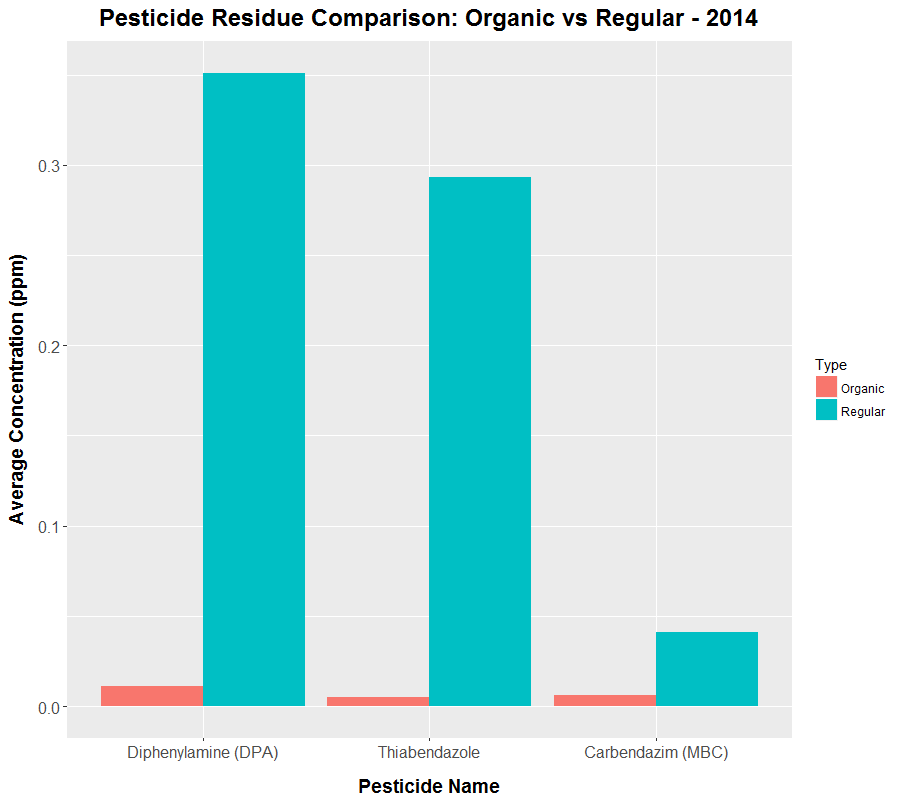 Pesticide Residue Comparison: Organic vs Regular - 2014
Average Concentration (ppm)
0.3
0.2
0.1
0.0
Diphenylamine (DPA)
Thiabendazole
Carbendazim (MBC)
Pesticide Name
Type
Organic
Regular